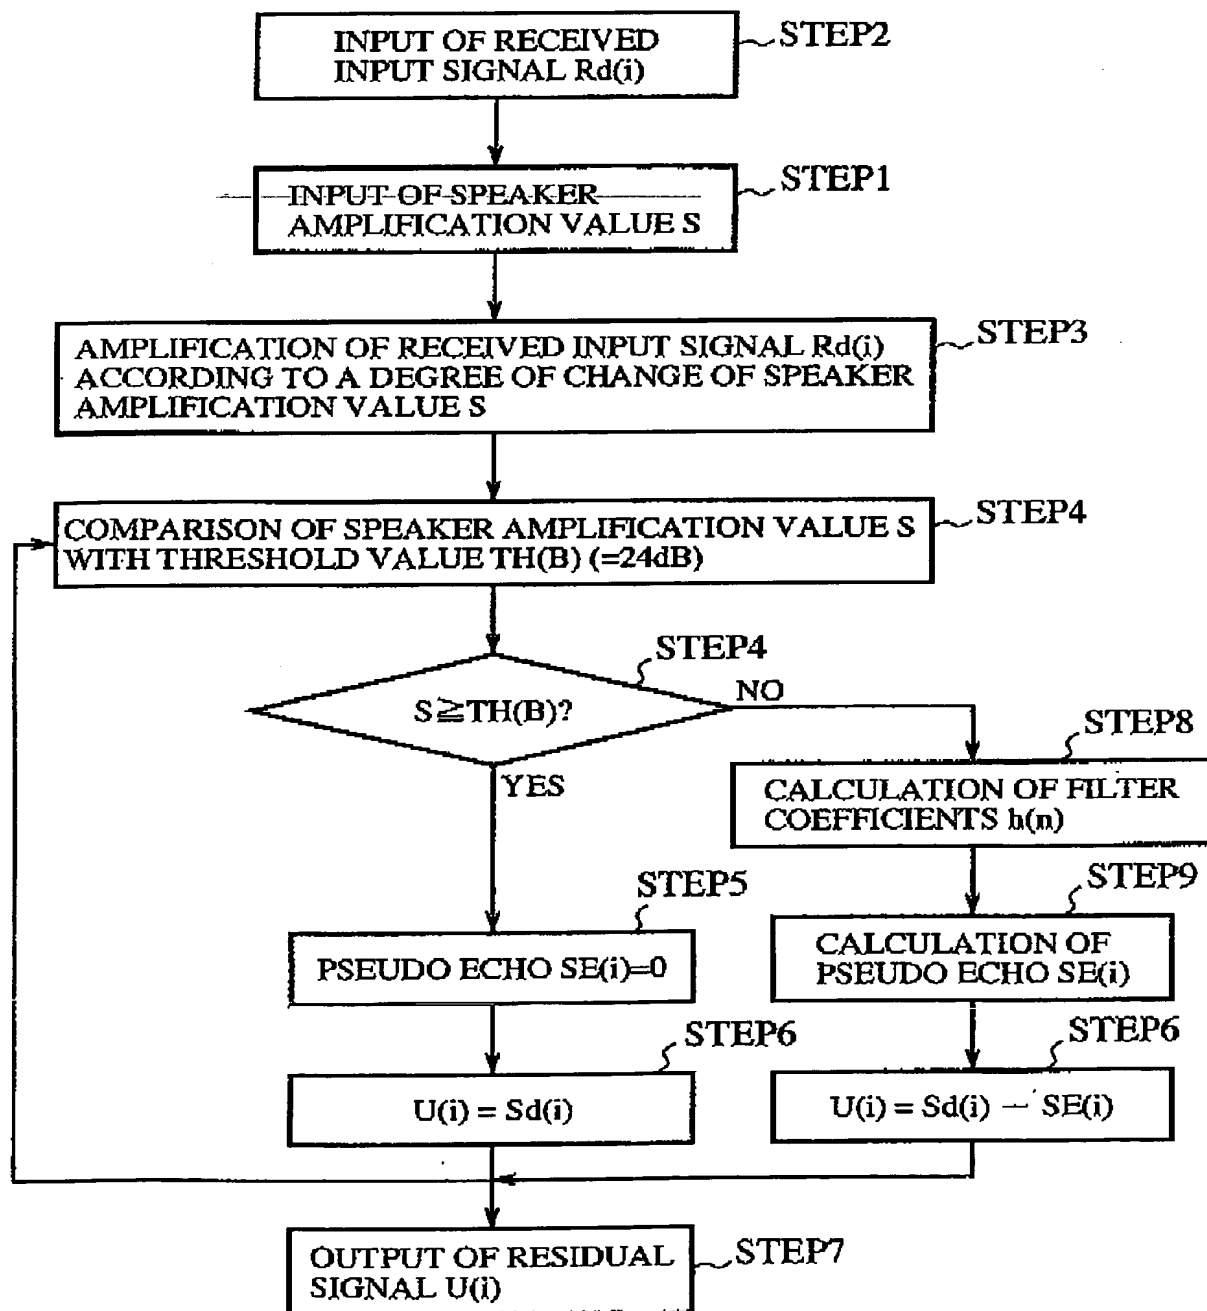 INPUT OF RECEIVED
INPUT SIGNAL Rd(i)
STEP2
INPUT OF SPEAKER
AMPLIFICATION VALUE S
STEP1
AMPLIFICATION OF RECEIVED INPUT SIGNAL Rd(i)
ACCORDING TO A DEGREE OF CHANGE OF SPEAKER
AMPLIFICATION VALUE S
STEP3
COMPARISON OF SPEAKER AMPLIFICATION VALUE S
WITH THRESHOLD VALUE TH(B) (=24dB)
STEP4
STEP4
S≧TH(B)?
NO
YES
STEP8
CALCULATION OF FILTER
COEFFICIENTS h(n)
STEP5
PSEUDO ECHO SE(i)=0
STEP9
CALCULATION OF
PSEUDO ECHO SE(i)
STEP6
U(i) = Sd(i)
STEP6
U(i) = Sd(i) — SE(i)
OUTPUT OF RESIDUAL
SIGNAL U(i)
STEP7